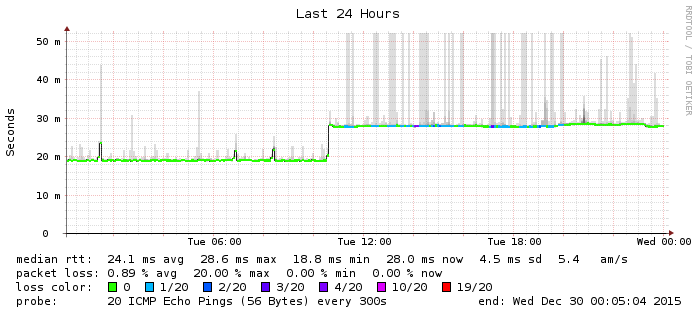 Last 24 Hours
RRDTOOL / TOBI OETIKER
Seconds
50 m
40 m
30 m
20 m
10 m
0
Tue 06:00 Tue 12:00 Tue 18:00 Wed 00:00
median rtt: 24.1 ms avg 28.6 ms max 18.8 ms min 28.0 ms now 4.5 ms sd 5.4 am/s
packet loss: 0.89 % avg 20.00 % max 0.00 % min 0.00 % now
loss color: 0 1/20 2/20 3/20 4/20 10/20 19/20
probe: 20 ICMP Echo Pings (56 Bytes) every 300s end: Wed Dec 30 00:05:04 2015